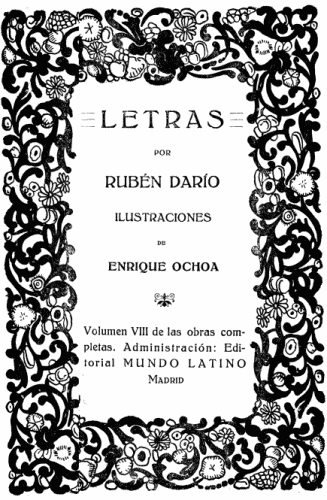 LETRAS
POR
RUBÉN DARÍO
ILUSTRACIONES
DE
ENRIQUE OCHOA
Volumen VIII de las obras com-
pletas. Administración: Edi-
torial MUNDO LATINO
MADRID